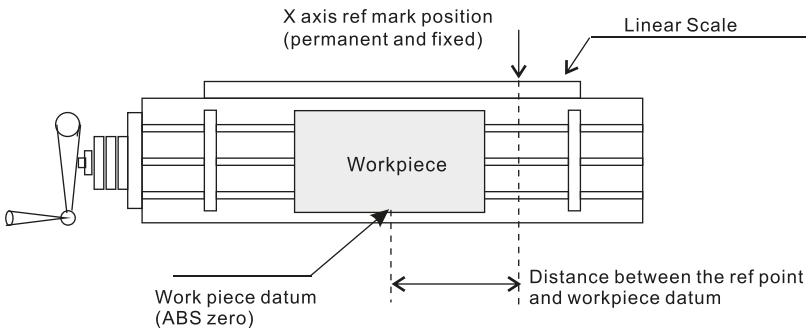 X axis ref mark position
(permanent and fixed)
Linear Scale
Workpiece
Work piece datum
(ABS zero)
Distance between the ref point
and workpiece datum